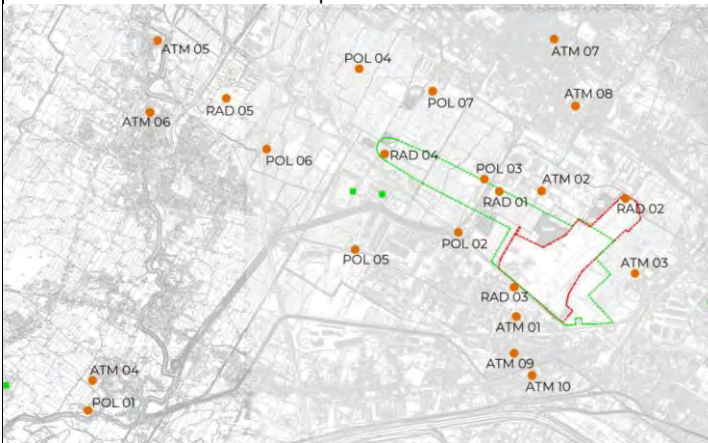 ATM 05
POL 04
ATM 07
RAD 05
POL 07
ATM 08
ATM 06
POL 06
RAD 04
POL 03
RAD 01
ATM 02
RAD 02
POL 02
POL 05
ATM 03
RAD 03
ATM 01
ATM 09
ATM 10
ATM 04
POL 01